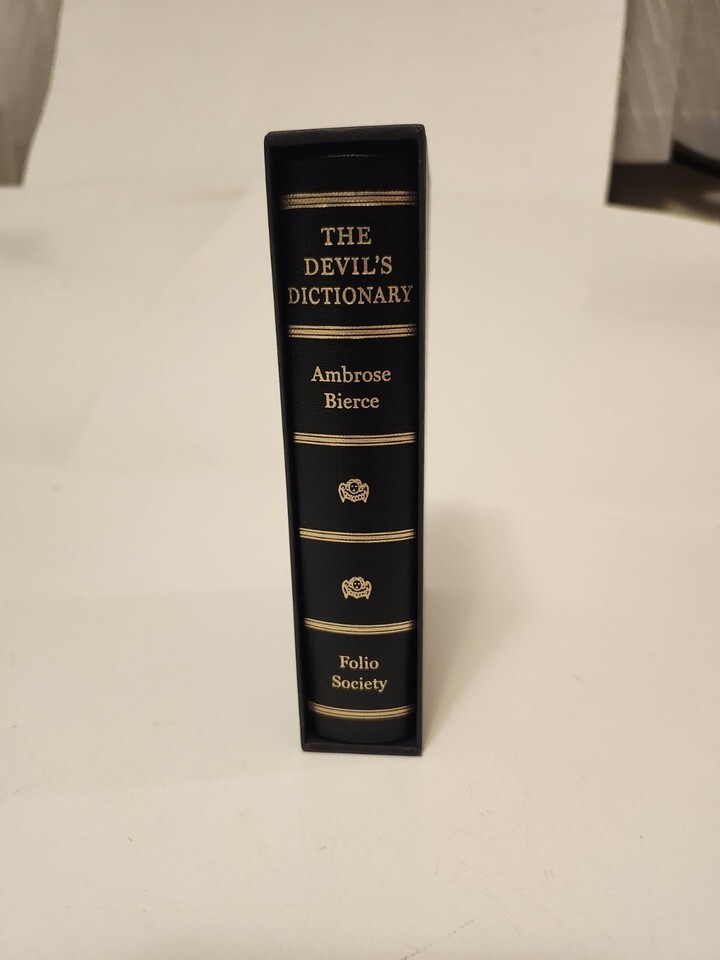 THE
DEVIL'S
DICTIONARY
Ambrose
Bierce
Folio
Society